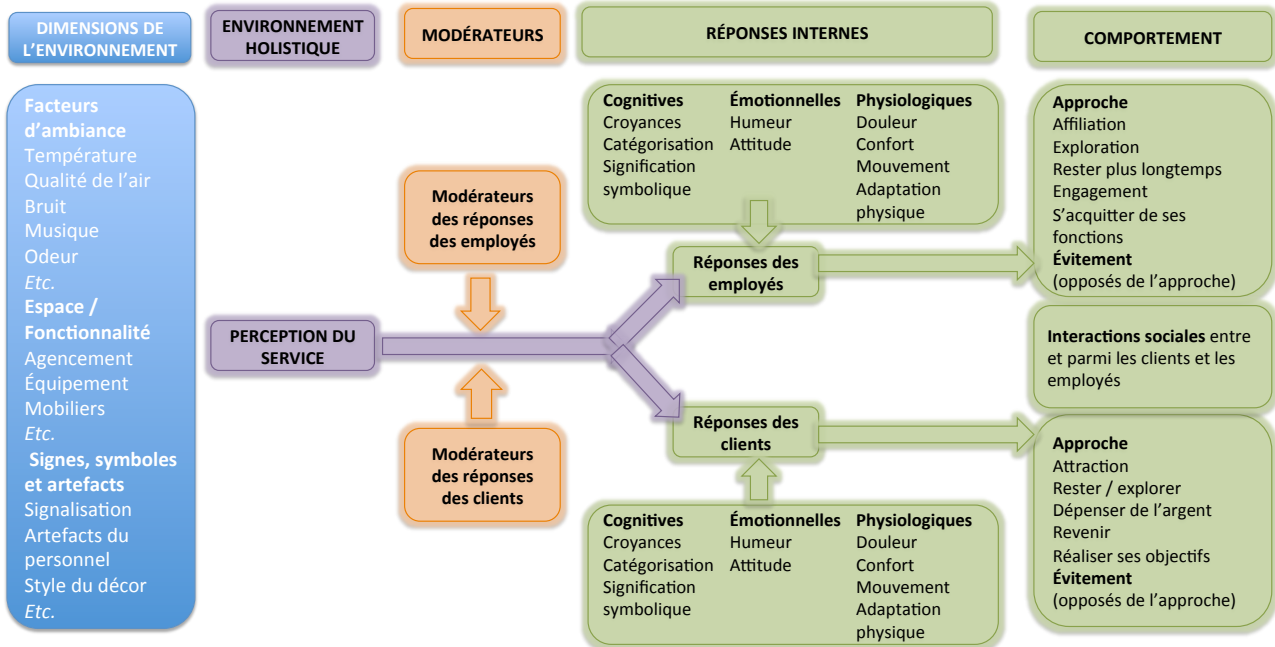 DIMENSIONS DE
L'ENVIRONNEMENT
ENVIRONNEMENT
HOLISTIQUE
MODÉRATEURS
RÉPONSES INTERNES
COMPORTEMENT
Facteurs
d'ambiance
Température
Qualité de l'air
Bruit
Musique
Odeur
Etc.
Espace /
Fonctionnalité
Agencement
Équipement
Mobiliers
Etc.
Signes, symboles
et artefacts
Signalisation
Artefacts du
personnel
Style du décor
Etc.
PERCEPTION DU
SERVICE
Modérateurs
des réponses
des employés
Modérateurs
des réponses
des clients
Cognitives
Croyances
Catégorisation
Signification
symbolique
Émotionnelles
Humeur
Attitude
Physiologiques
Douleur
Confort
Mouvement
Adaptation
physique
Réponses des
employés
Réponses des
clients
Cognitives
Croyances
Catégorisation
Signification
symbolique
Émotionnelles
Humeur
Attitude
Physiologiques
Douleur
Confort
Mouvement
Adaptation
physique
Approche
Affiliation
Exploration
Rester plus longtemps
Engagement
S'acquitter de ses
fonctions
Évitement
(opposés de l'approche)
Interactions sociales entre
et parmi les clients et les
employés
Approche
Attraction
Rester / explorer
Dépenser de l'argent
Revenir
Réaliser ses objectifs
Évitement
(opposés de l'approche)